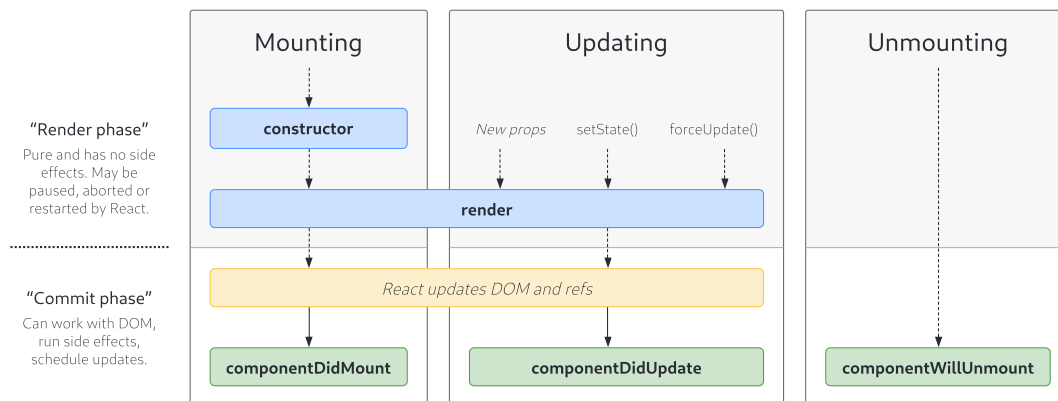 Mounting
Updating
Unmounting
“Render phase”
Pure and has no side
effects. May be
paused, aborted or
restarted by React.
constructor
New props
setState()
forceUpdate()
render
“Commit phase”
Can work with DOM,
run side effects,
schedule updates.
React updates DOM and refs
componentDidMount
componentDidUpdate
componentWillUnmount